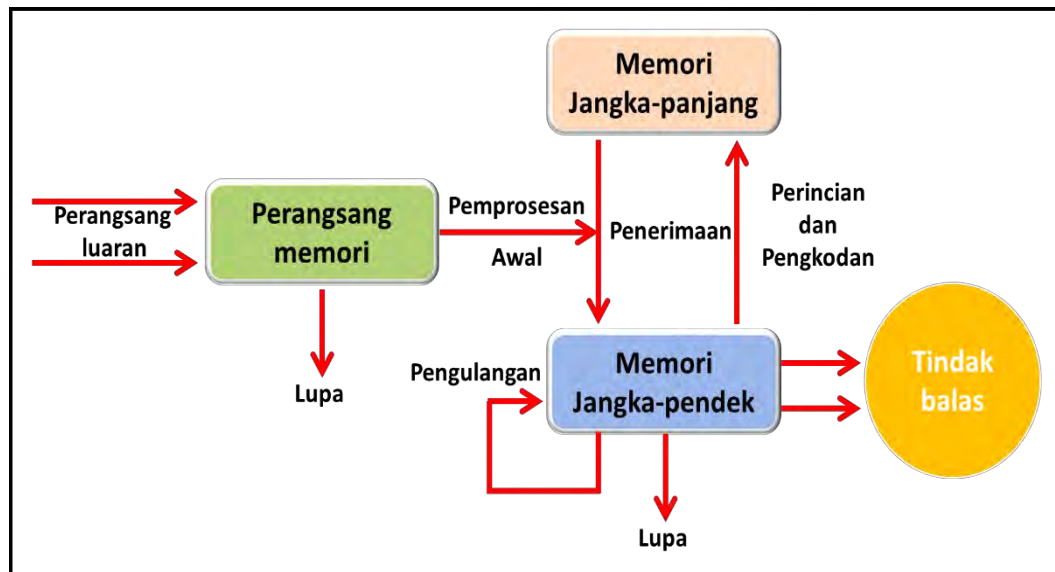 Memori
Jangka-panjang
Perangsang
luaran
Perangsang
memori
Pemprosesan
Awal
Penerimaan
Perincian
dan
Pengkodan
Lupa
Pengulangan
Memori
Jangka-pendek
Tindak
balas
Lupa